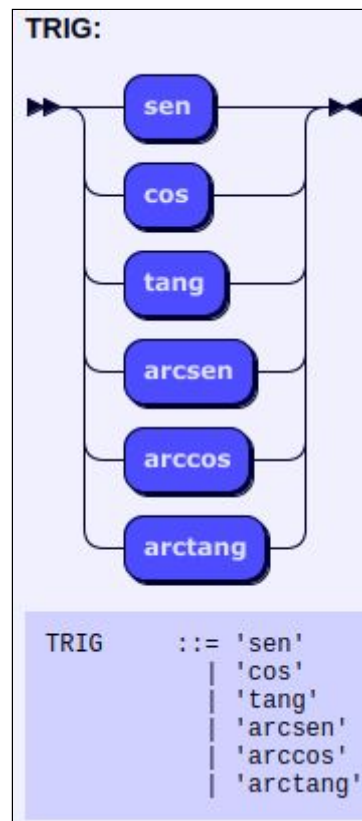 TRIG:
sen
cos
tang
arcsen
arccos
arctang
TRIG ::= 'sen'
| 'cos'
| 'tang'
| 'arcsen'
| 'arccos'
| 'arctang'